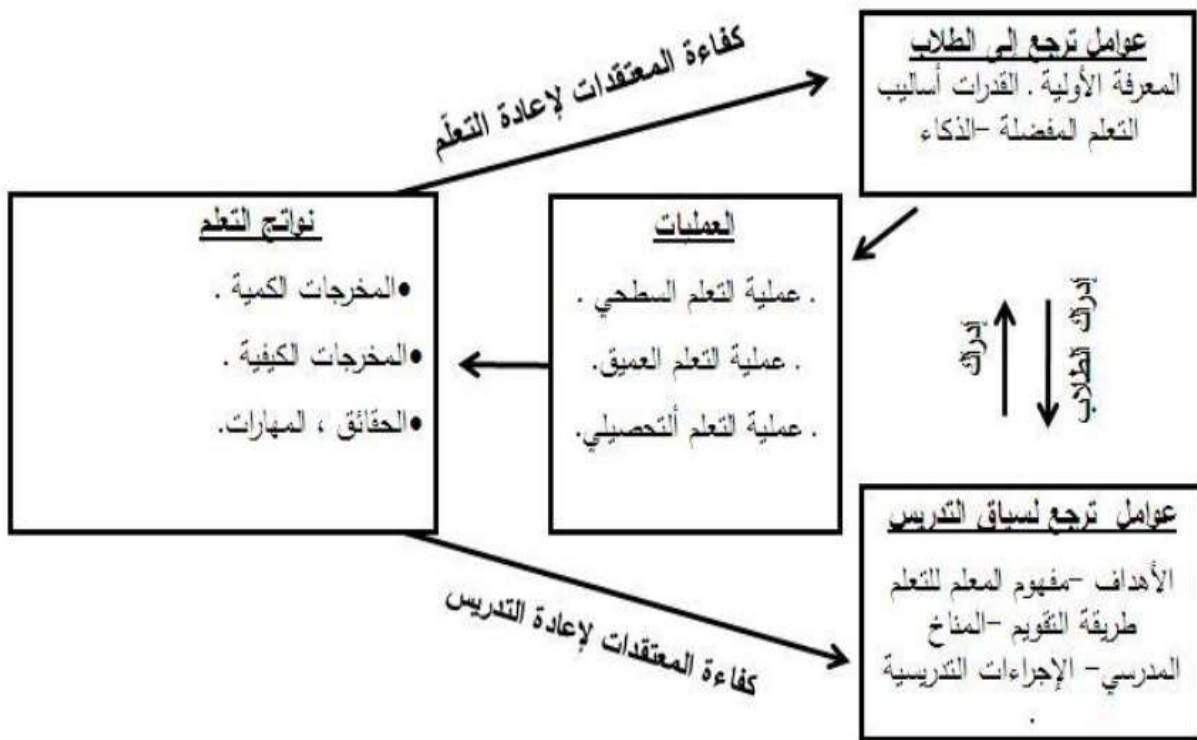 عوامل ترجع إلى الطلاب
المعرفة الأولية . القدرات أساليب
التعلم المفضلة -الذكاء
كفاءة المعتقدات لإعادة التعلّم
العمليات
. عملية التعلم السطحي .
. عملية التعلم العميق.
. عملية التعلم ألتحصيلي.
نواتج التعلم
•المخرجات الكمية .
•المخرجات الكيفية .
•الحقائق ، المهارات.
إدراك الطلاب
إدراك
عوامل ترجع لسياق التدريس
الأهداف -مفهوم المعلم للتعلم
طريقة التقويم -المناخ
المدرسي- الإجراءات التدريسية
.
كفاءة المعتقدات لإعادة التدريس